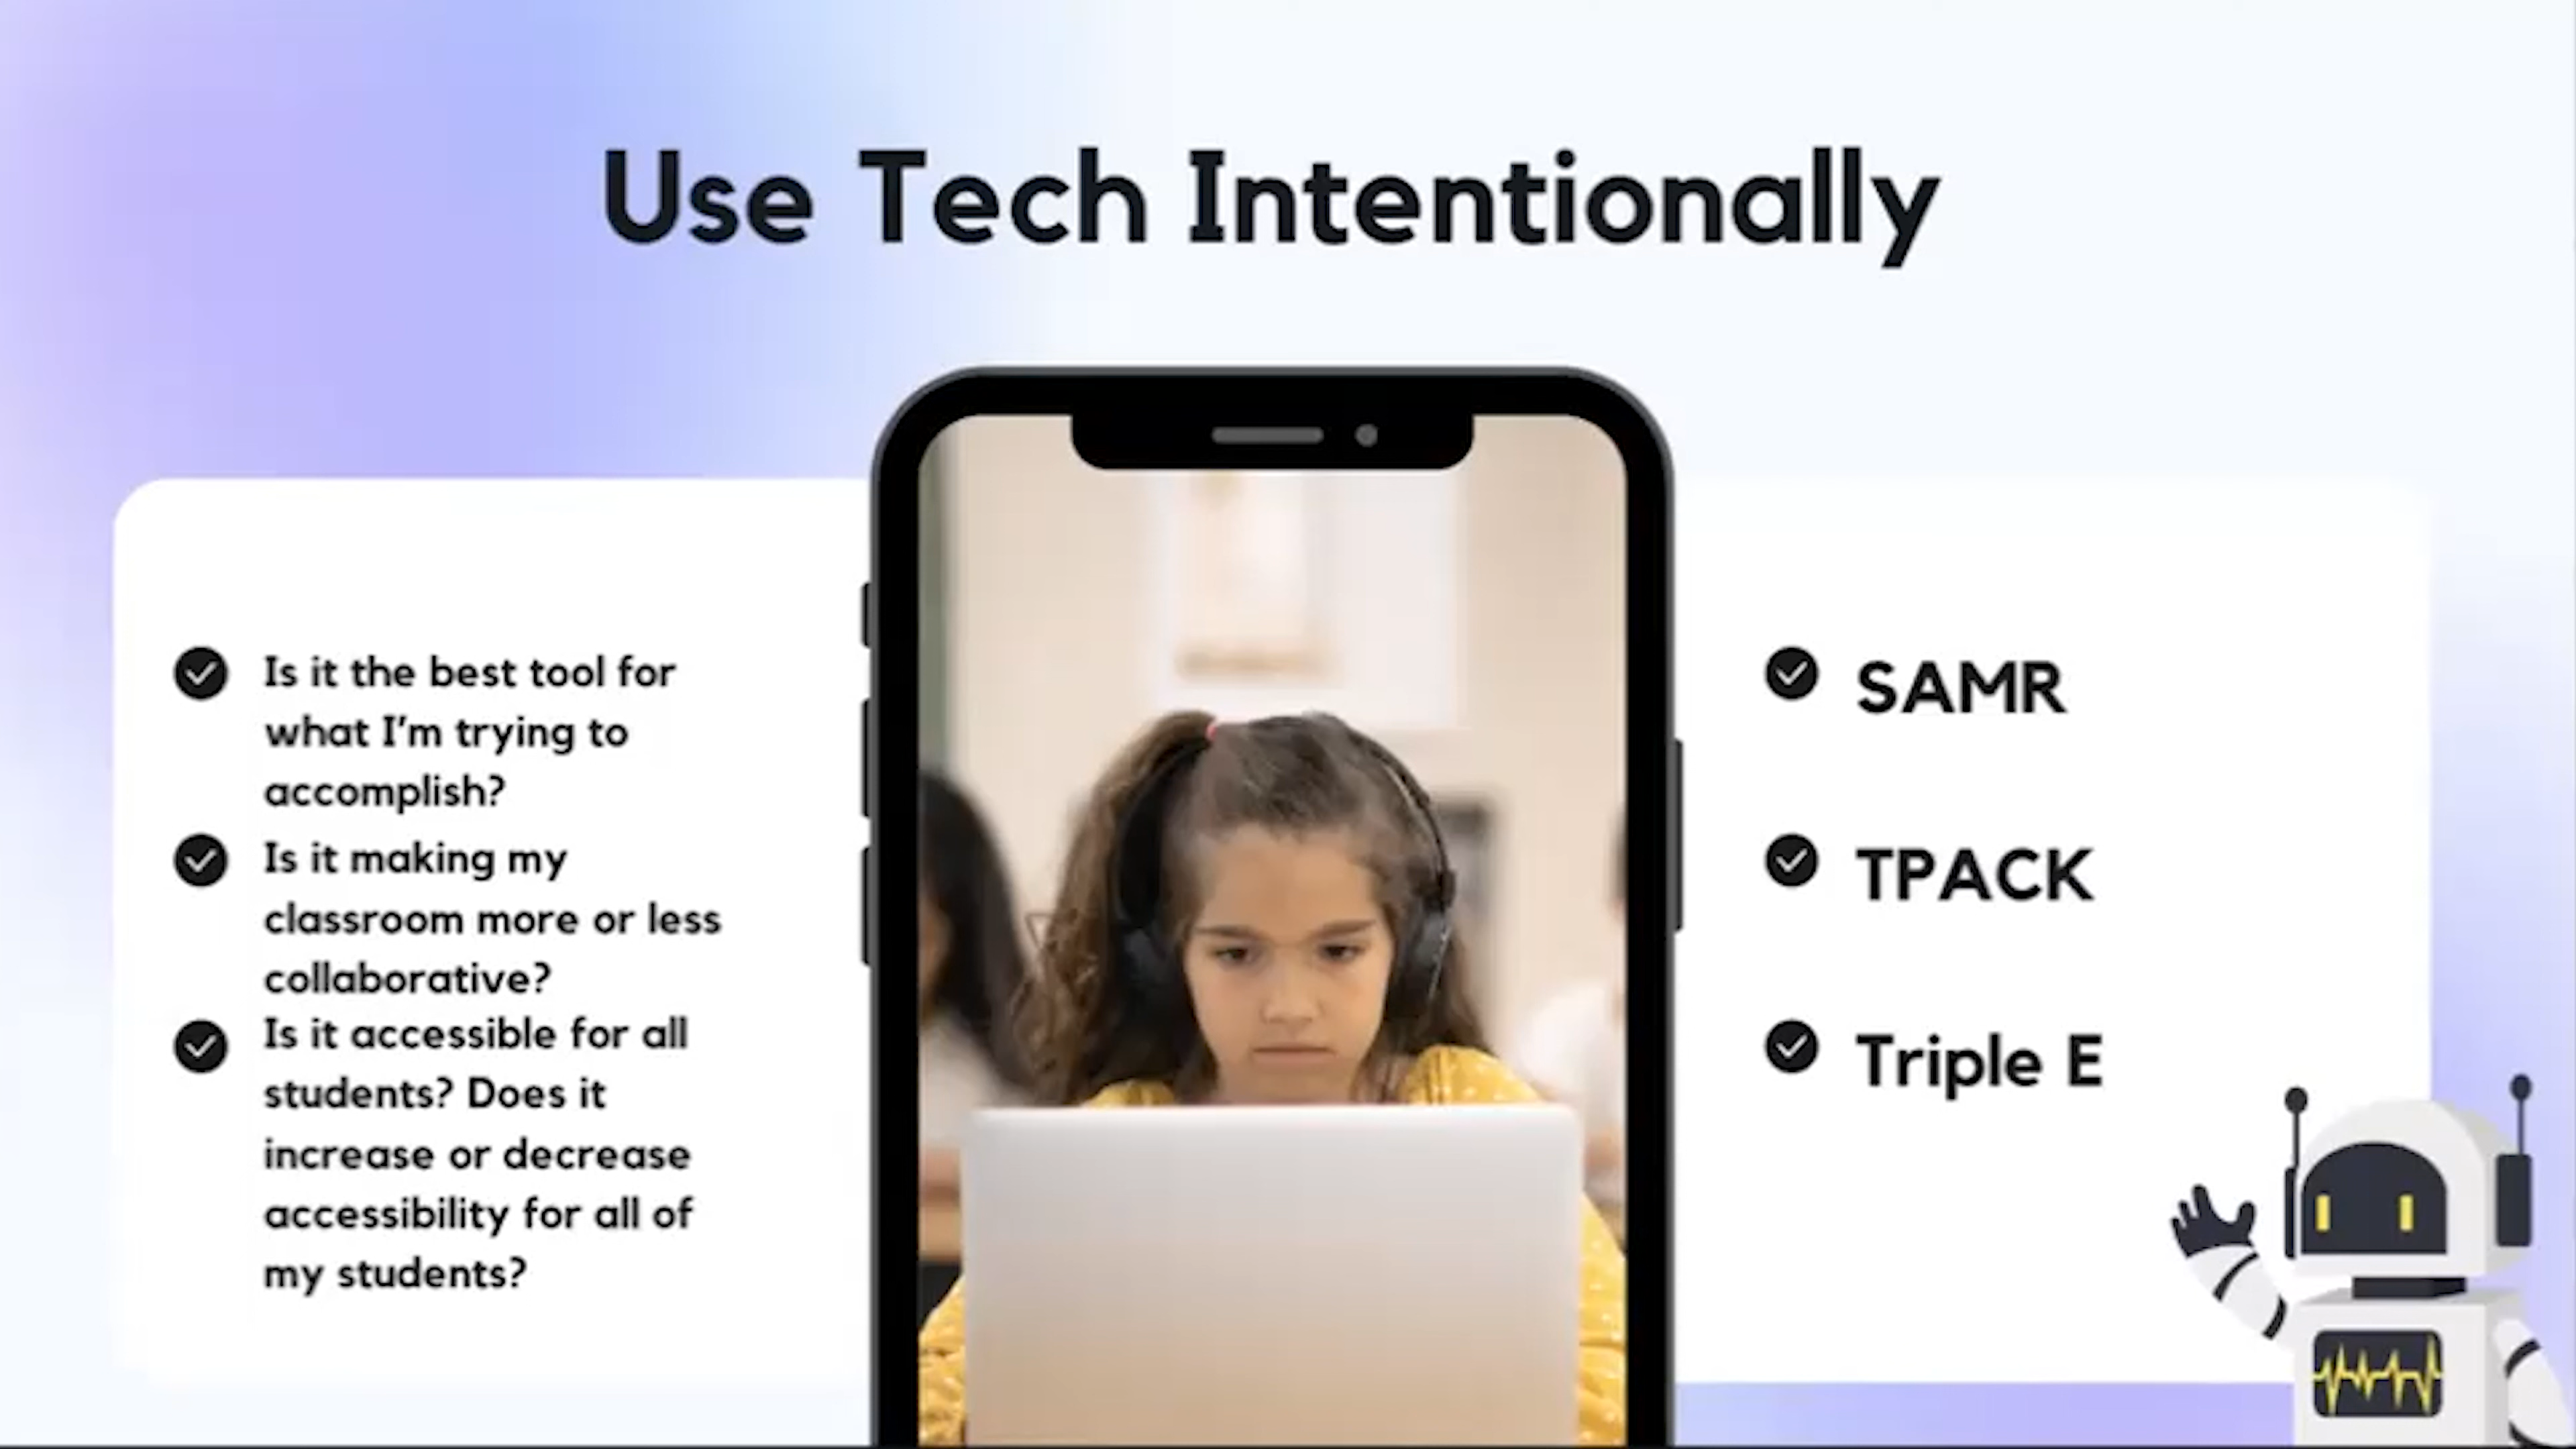 Use Tech Intentionally
Is it the best tool for
what I'm trying to
accomplish?
Is it making my
classroom more or less
collaborative?
Is it accessible for all
students? Does it
increase or decrease
accessibility for all of
my students?
SAMR
TPACK
Triple E